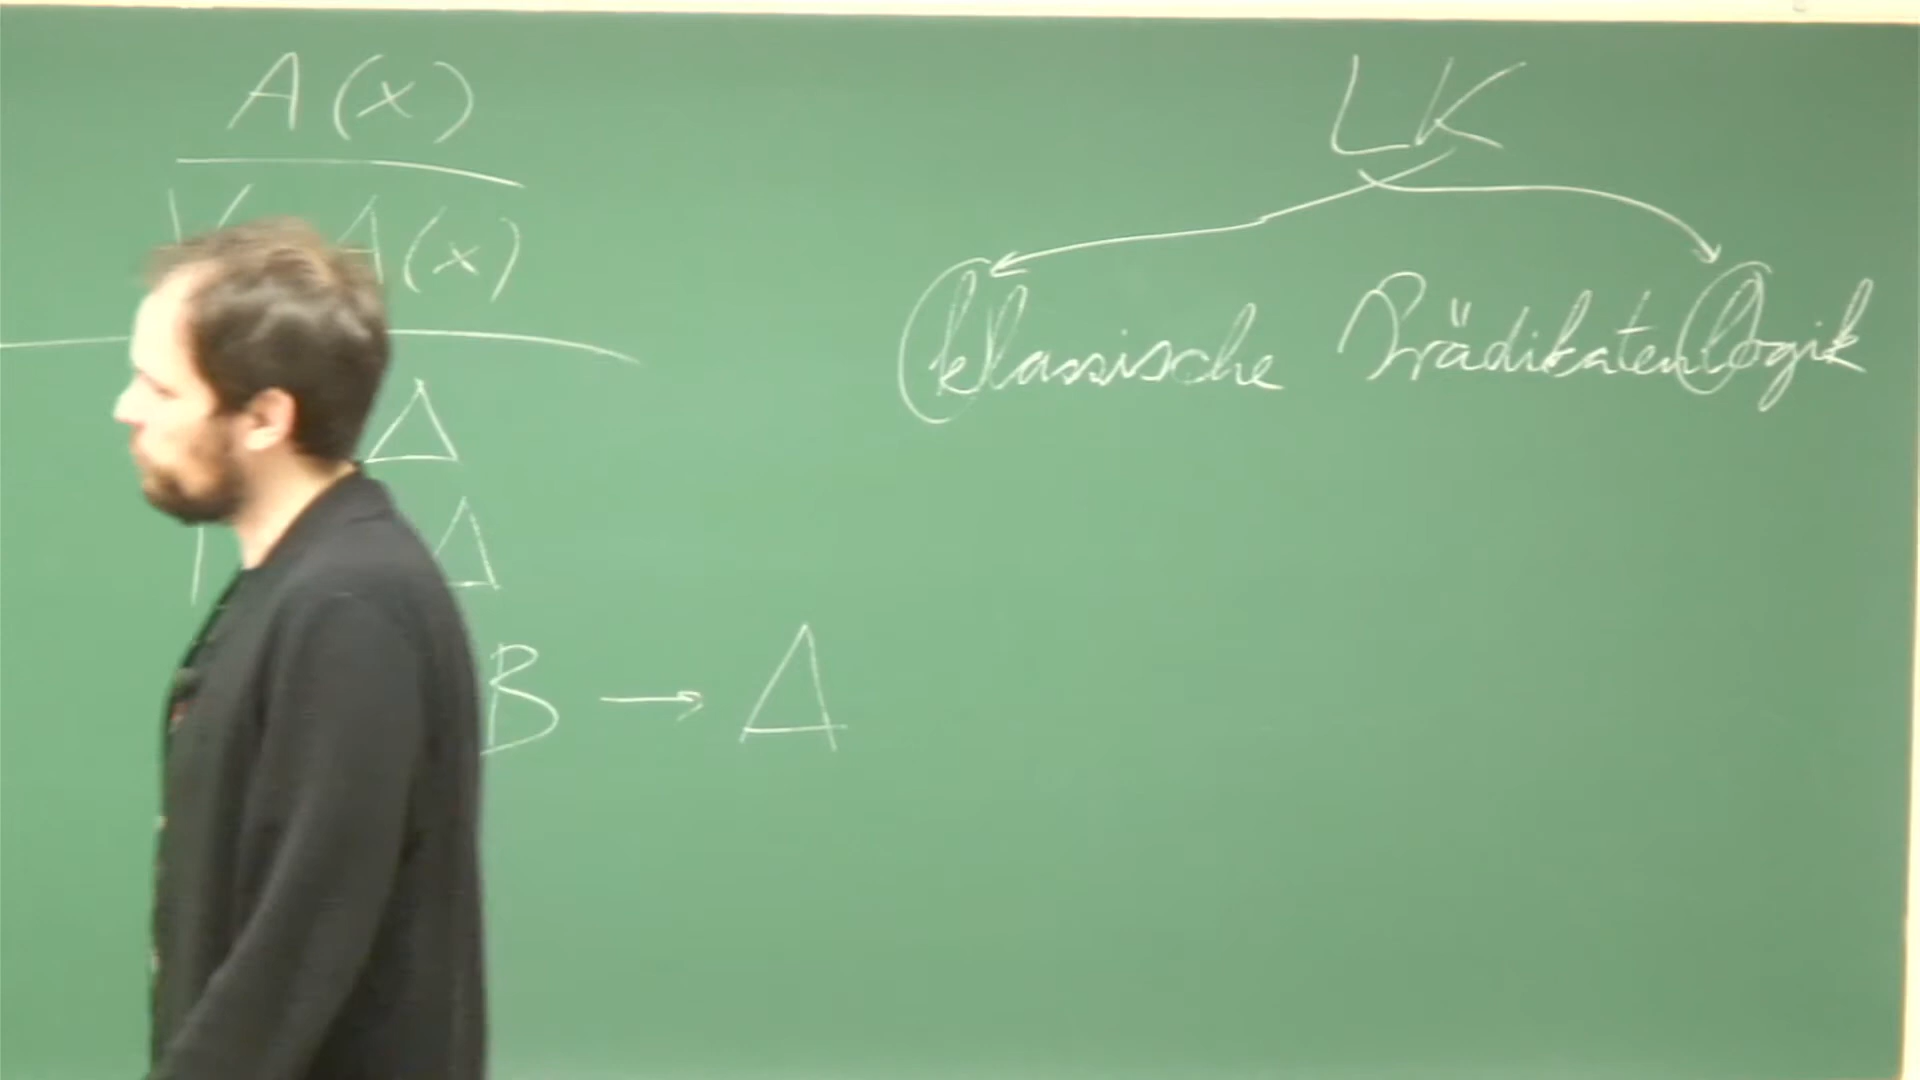 A(x)
A(x)
Δ
Δ
B → Δ
LK
klassische Prädikatenlogik